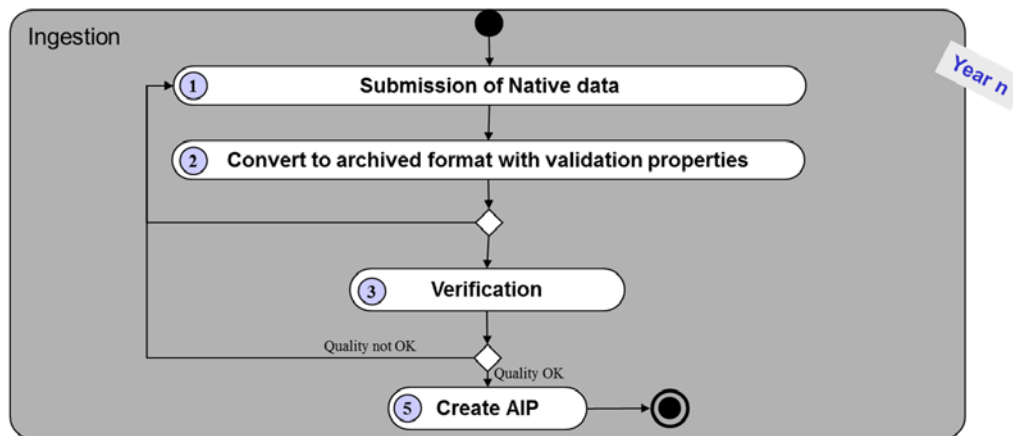 Ingestion
Year n
1 Submission of Native data
2 Convert to archived format with validation properties
3 Verification
Quality not OK
Quality OK
5 Create AIP